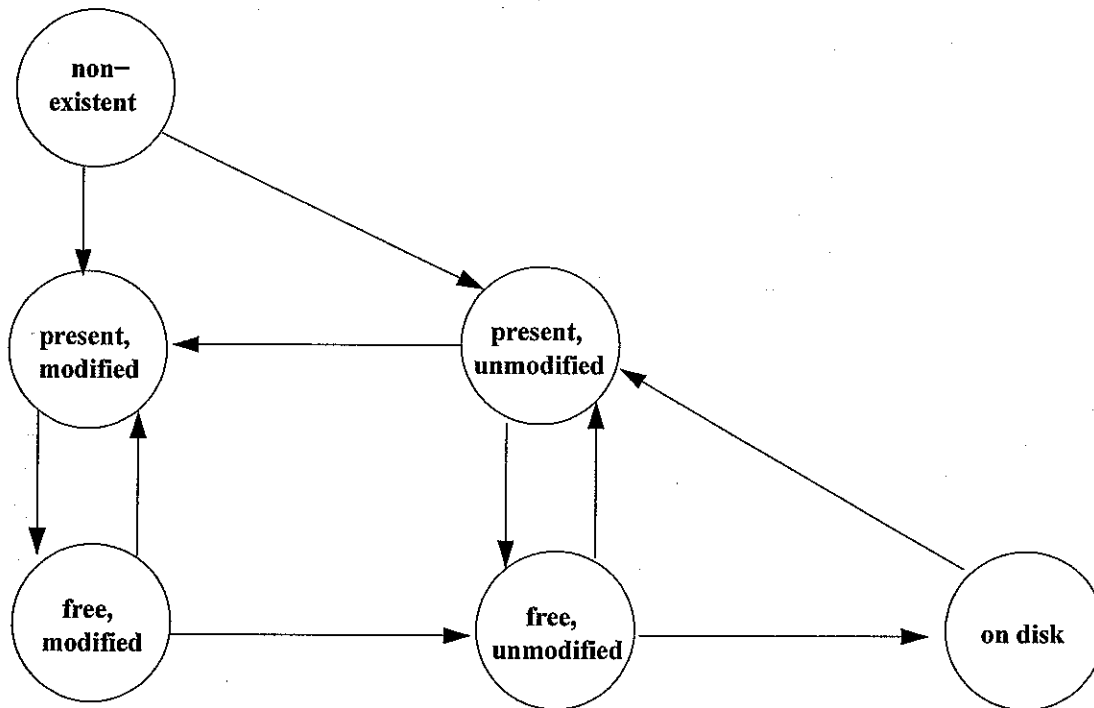 non–
existent
present,
modified
present,
unmodified
free,
modified
free,
unmodified
on disk